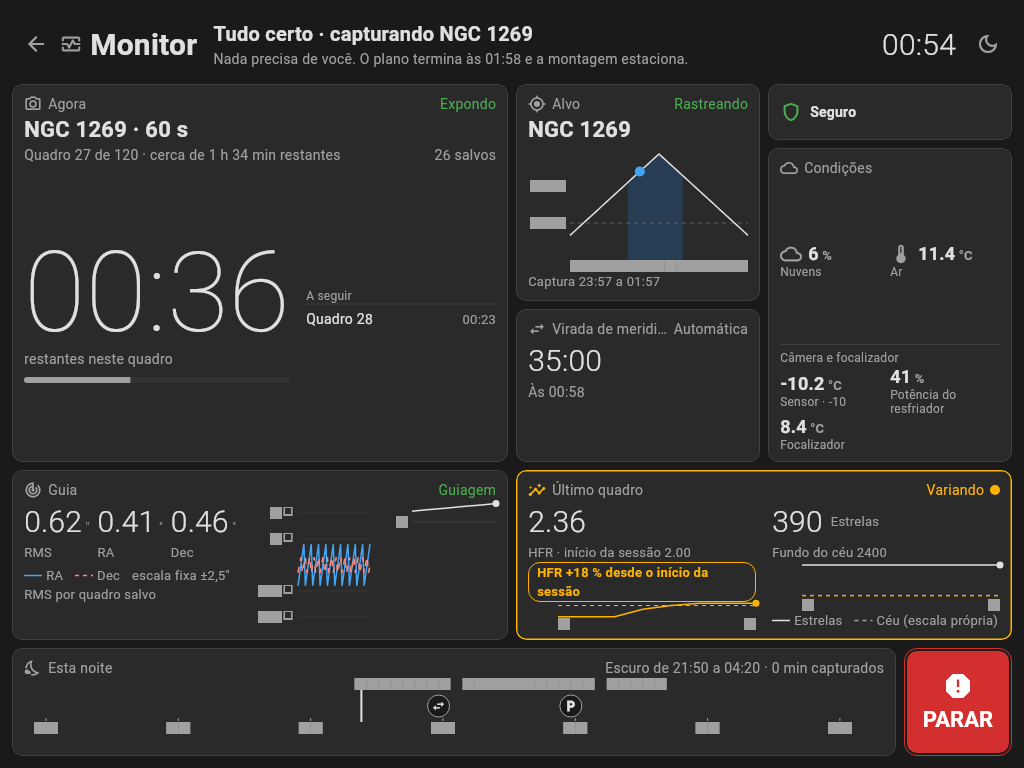 Monitor
Tudo certo · capturando NGC 1269
Nada precisa de você. O plano termina às 01:58 e a montagem estaciona.
00:54
Agora
Expondo
NGC 1269 · 60 s
Quadro 27 de 120 · cerca de 1 h 34 min restantes
26 salvos
00:36
restantes neste quadro
A seguir
Quadro 28
00:23
Alvo
Rastreando
NGC 1269
Captura 23:57 a 01:57
Virada de meridi…
Automática
35:00
Às 00:58
Seguro
Condições
6 %
Nuvens
11.4 °C
Ar
Câmera e focalizador
-10.2 °C
Sensor · -10
41 %
Potência do
resfriador
8.4 °C
Focalizador
Guia
Guiagem
0.62 "
0.41 "
0.46 "
RMS
RA
Dec
RA
Dec
escala fixa ±2,5"
RMS por quadro salvo
Último quadro
Variando
2.36
HFR · início da sessão 2.00
HFR +18 % desde o início da
sessão
390 Estrelas
Fundo do céu 2400
Estrelas
Céu (escala própria)
Esta noite
Escuro de 21:50 a 04:20 · 0 min capturados
P
PARAR